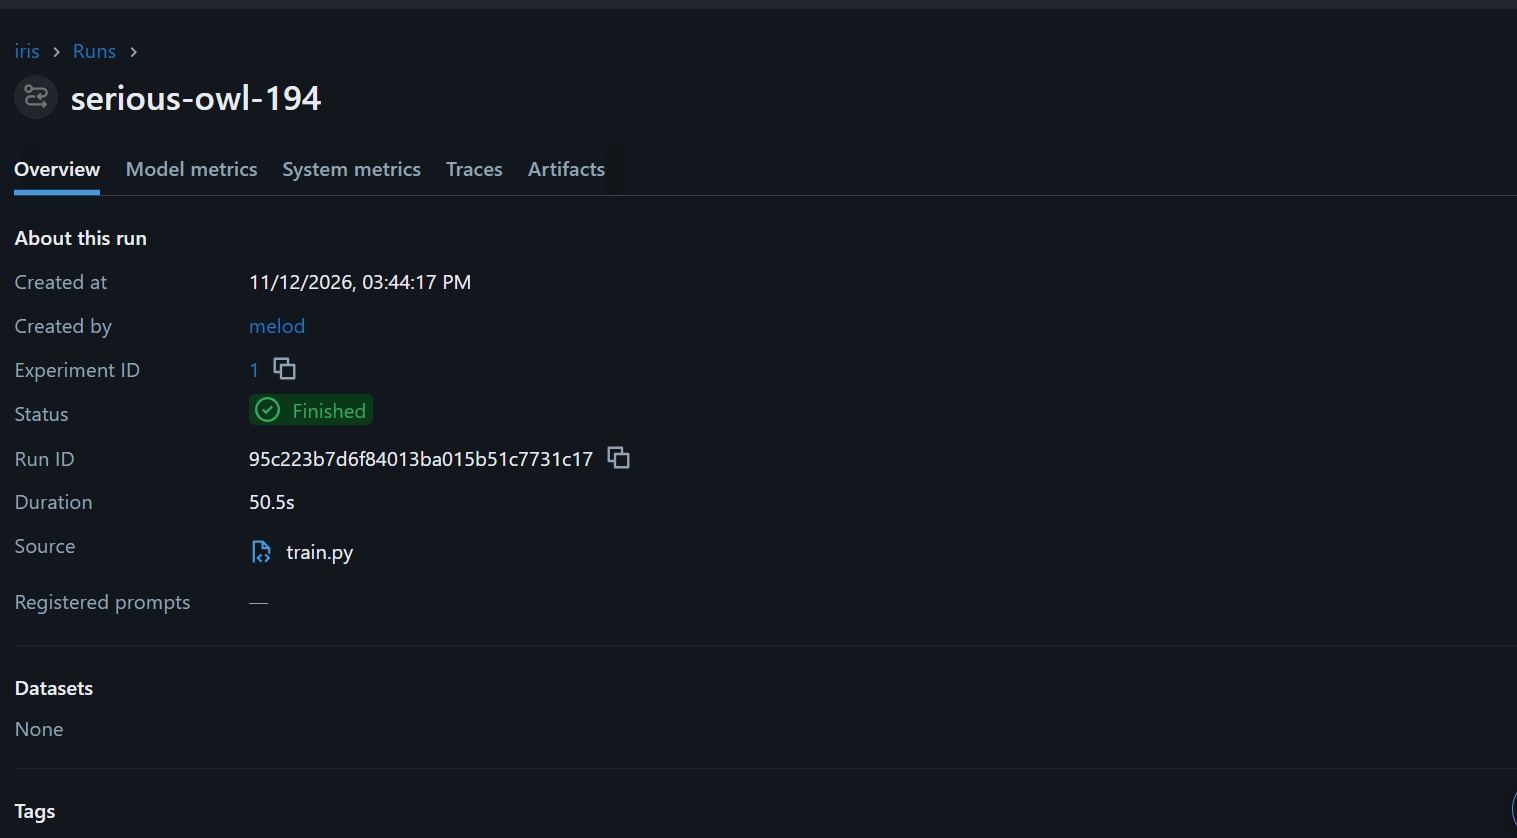 iris > Runs >
serious-owl-194
Overview Model metrics System metrics Traces Artifacts
About this run
Created at 11/12/2026, 03:44:17 PM
Created by melod
Experiment ID 1
Status Finished
Run ID 95c223b7d6f84013ba015b51c7731c17
Duration 50.5s
Source train.py
Registered prompts —
Datasets
None
Tags